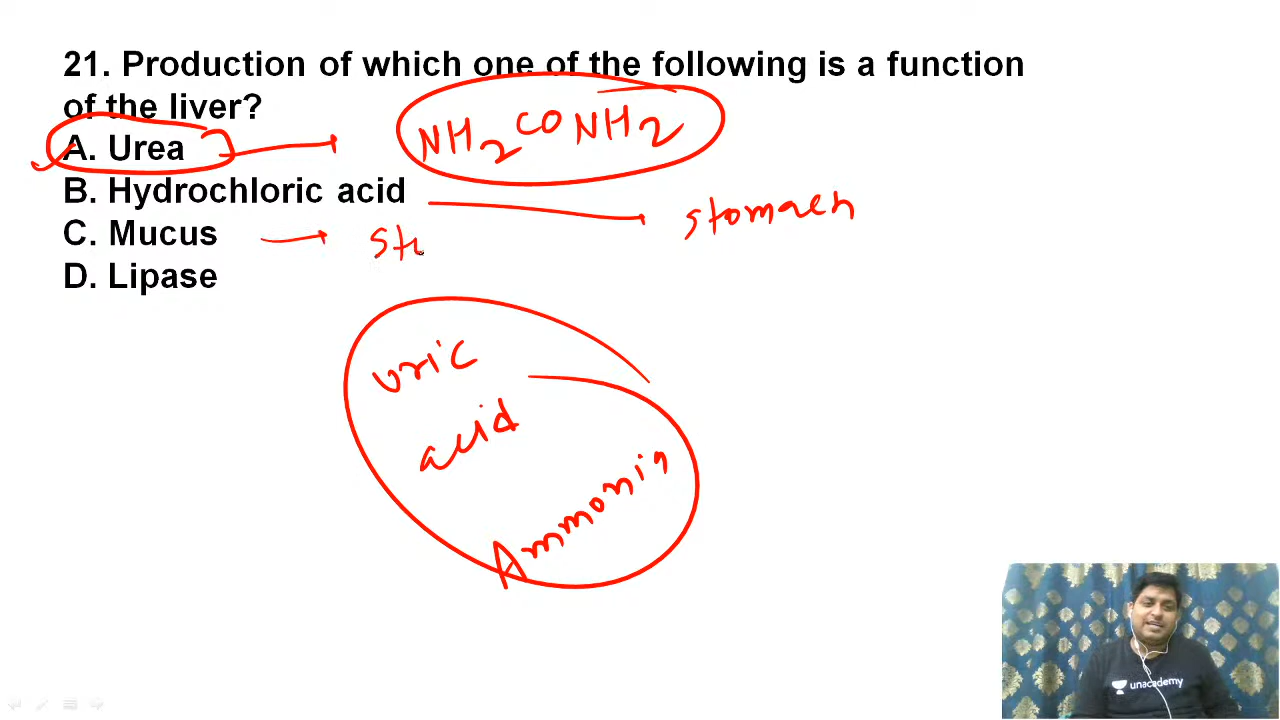 21. Production of which one of the following is a function
of the liver?
A. Urea
NH2CONH2
B. Hydrochloric acid
stomach
C. Mucus
St
D. Lipase
uric
acid
Ammonia
unacademy